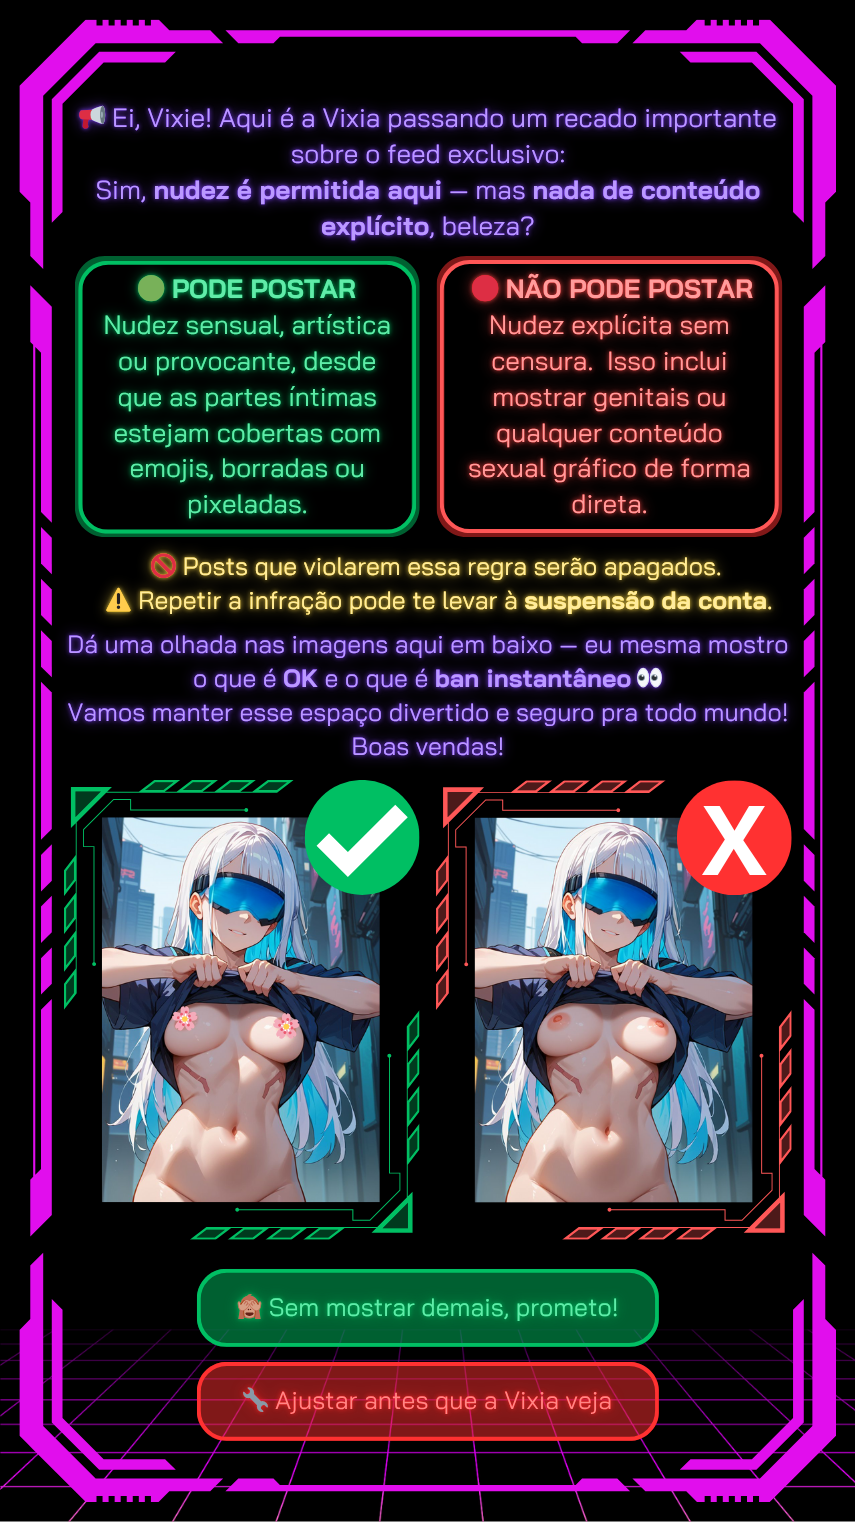 📢 Ei, Vixie! Aqui é a Vixia passando um recado importante
sobre o feed exclusivo:
Sim, nudez é permitida aqui — mas nada de conteúdo
explícito, beleza?
🟢 PODE POSTAR
Nudez sensual, artística
ou provocante, desde
que as partes íntimas
estejam cobertas com
emojis, borradas ou
pixeladas.
🔴 NÃO PODE POSTAR
Nudez explícita sem
censura. Isso inclui
mostrar genitais ou
qualquer conteúdo
sexual gráfico de forma
direta.
🚫 Posts que violarem essa regra serão apagados.
⚠️ Repetir a infração pode te levar à suspensão da conta.
Dá uma olhada nas imagens aqui em baixo — eu mesma mostro
o que é OK e o que é ban instantâneo 👀
Vamos manter esse espaço divertido e seguro pra todo mundo!
Boas vendas!
X
🙈 Sem mostrar demais, prometo!
🔧 Ajustar antes que a Vixia veja